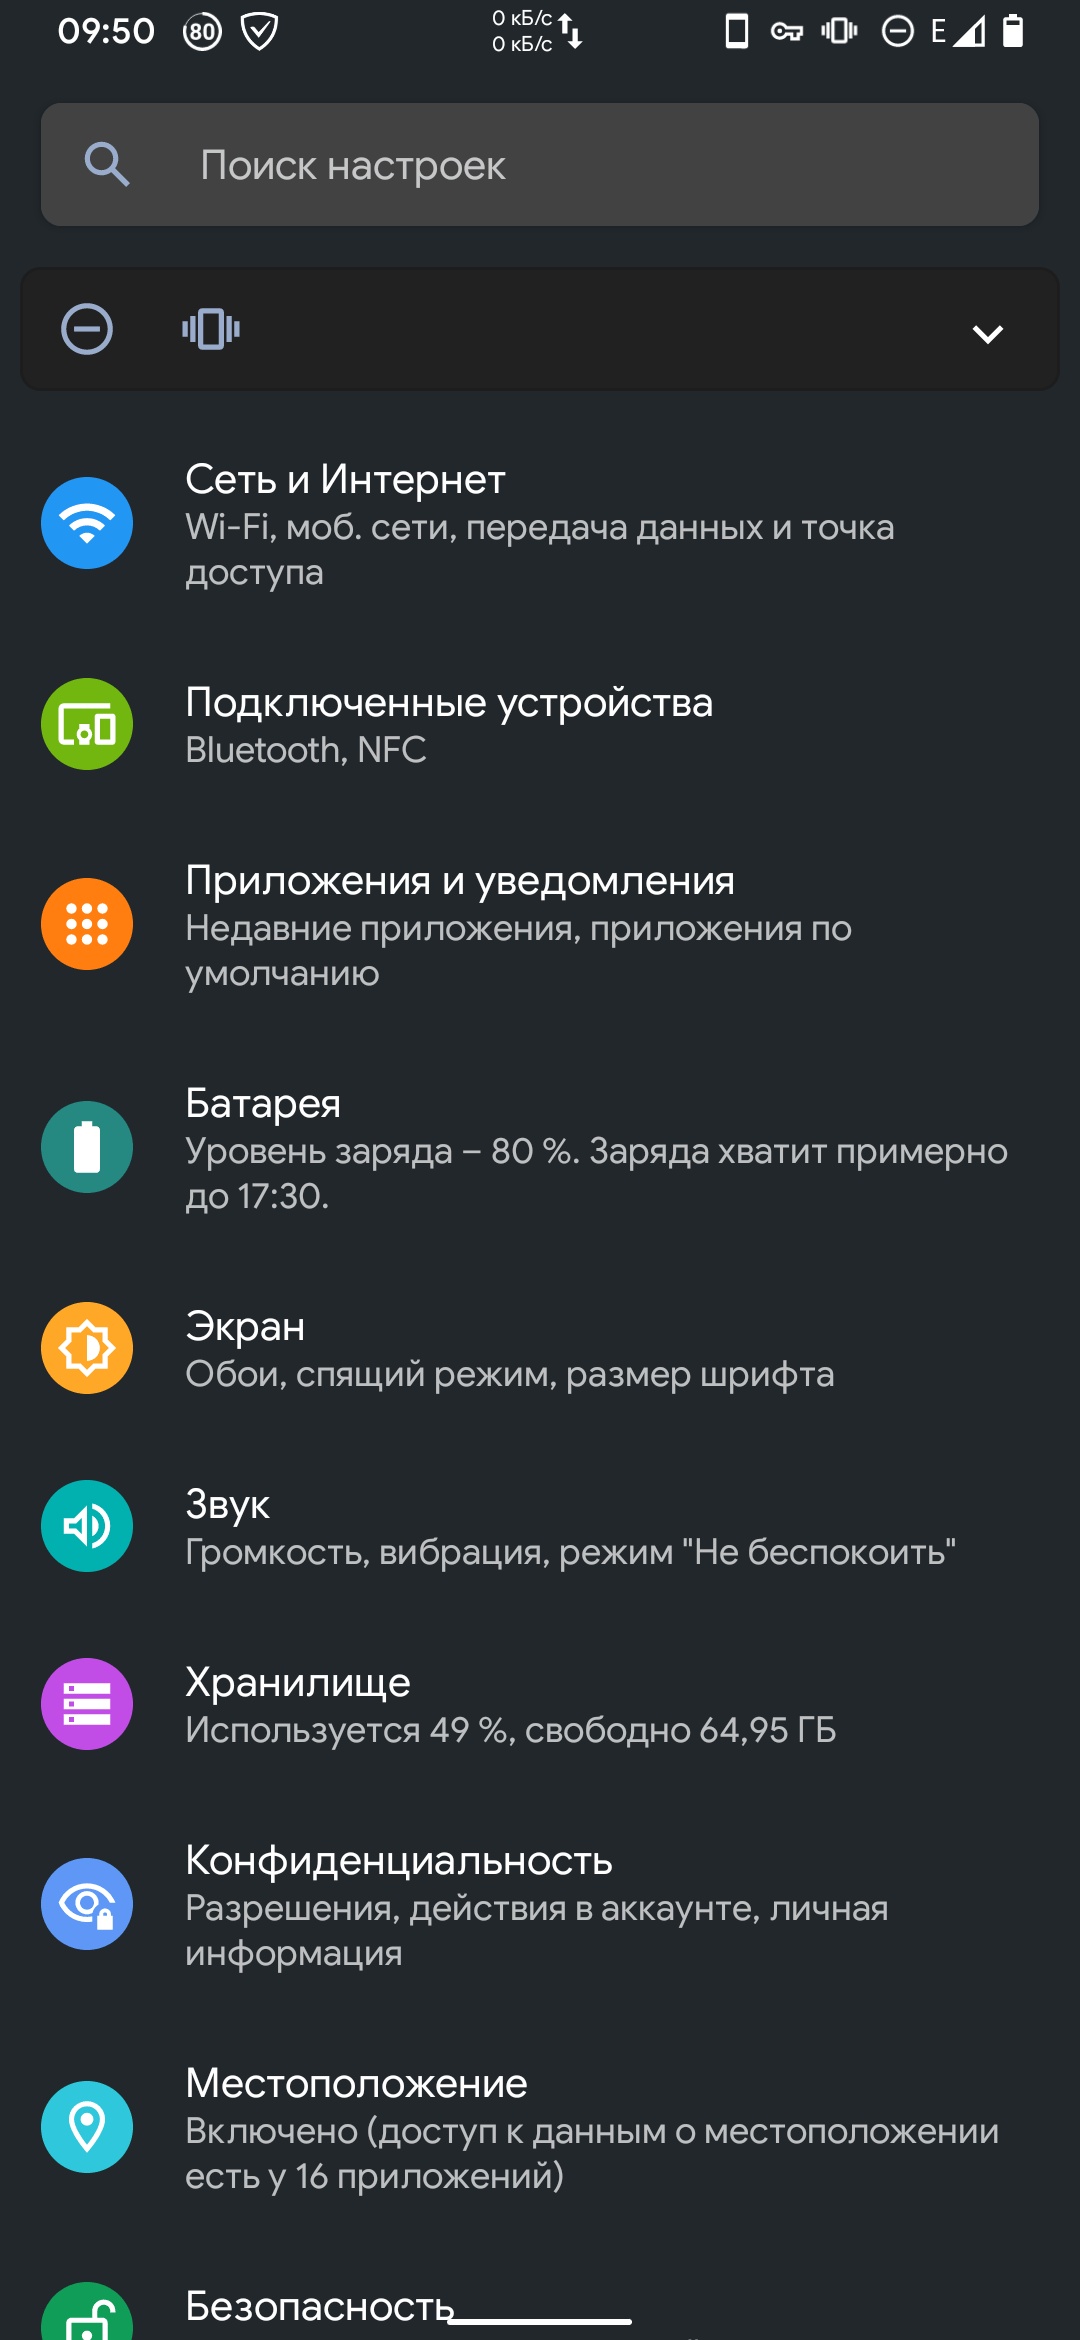 09:50 80 0 кБ/с E
0 кБ/с
Поиск настроек
Сеть и Интернет
Wi-Fi, моб. сети, передача данных и точка
доступа
Подключенные устройства
Bluetooth, NFC
Приложения и уведомления
Недавние приложения, приложения по
умолчанию
Батарея
Уровень заряда – 80 %. Заряда хватит примерно
до 17:30.
Экран
Обои, спящий режим, размер шрифта
Звук
Громкость, вибрация, режим "Не беспокоить"
Хранилище
Используется 49 %, свободно 64,95 ГБ
Конфиденциальность
Разрешения, действия в аккаунте, личная
информация
Местоположение
Включено (доступ к данным о местоположении
есть у 16 приложений)
Безопасность